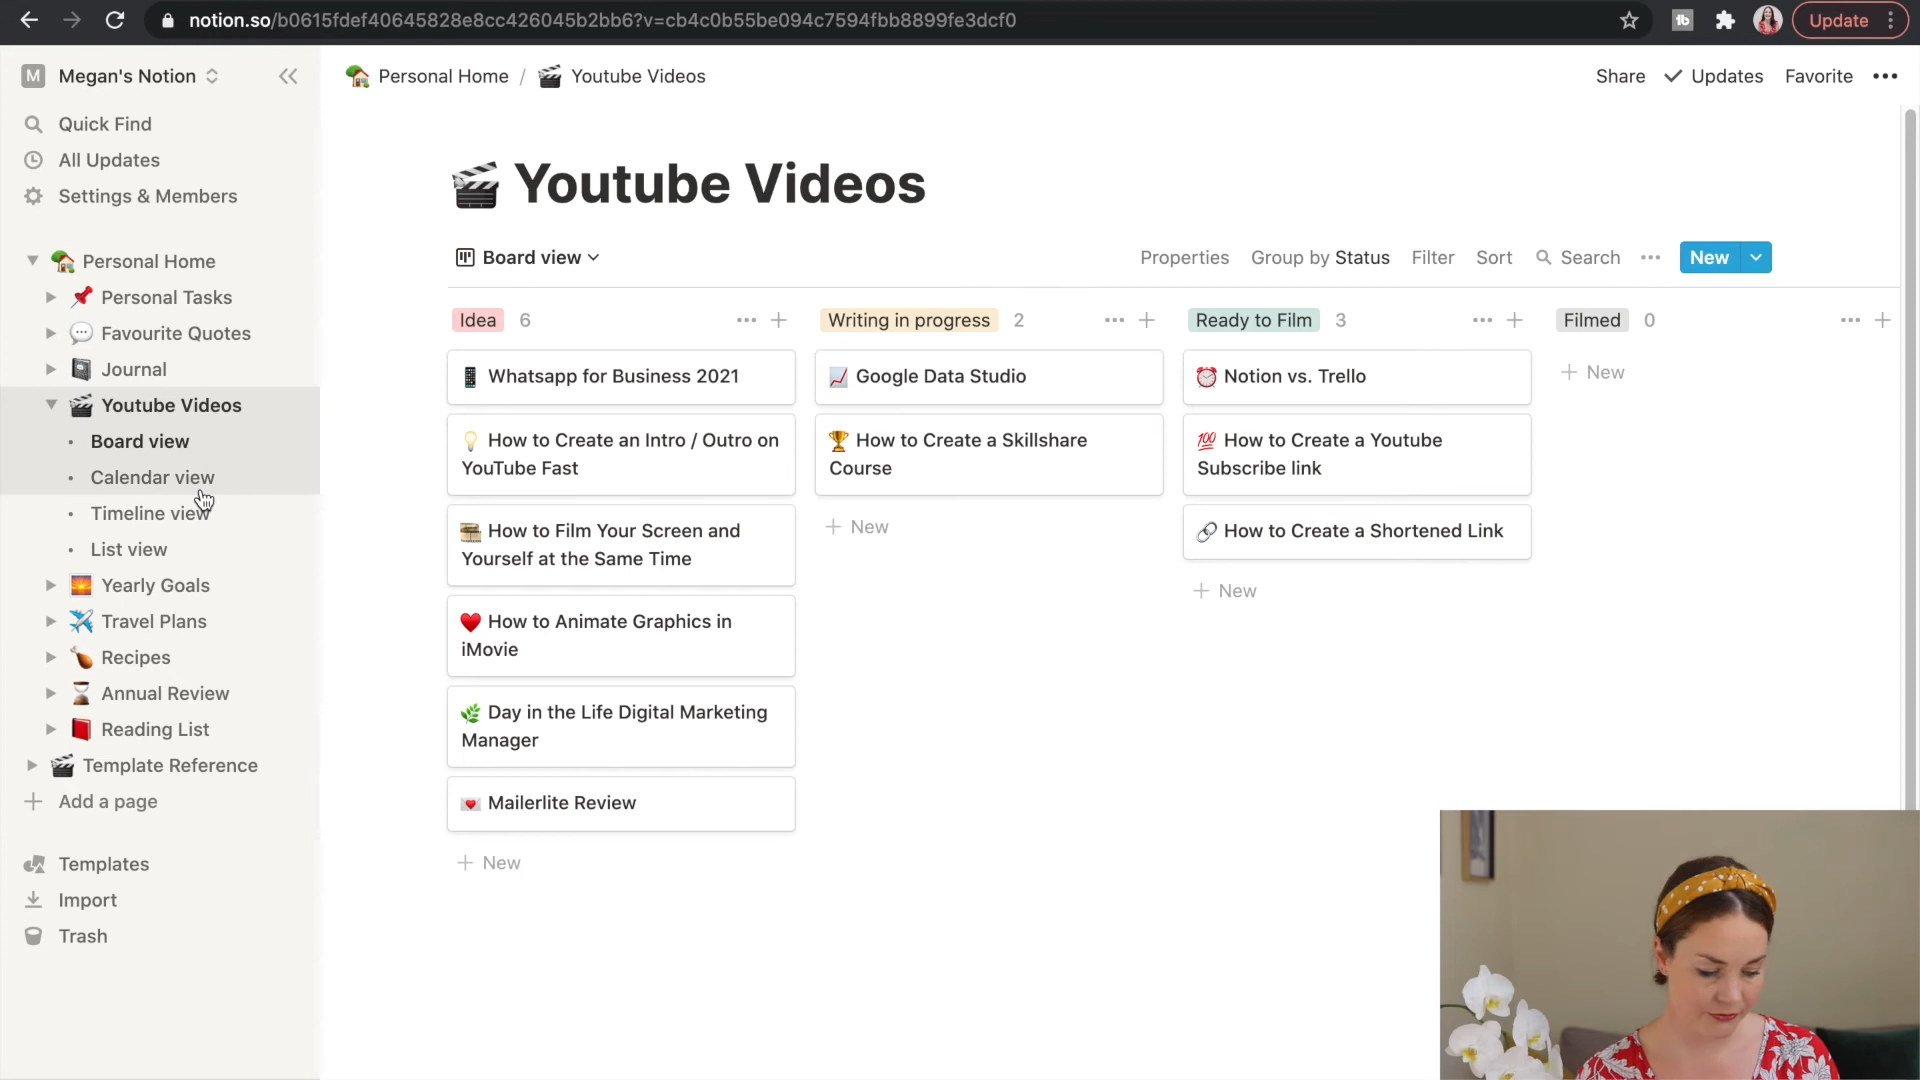 notion.so/b0615fdef40645828e8cc426045b2bb6?v=cb4c0b55be094c7594fbb8899fe3dcf0
tb
Update
M Megan's Notion
Personal Home / Youtube Videos
Share Updates Favorite
Quick Find
All Updates
Settings & Members
Personal Home
Personal Tasks
Favourite Quotes
Journal
Youtube Videos
Board view
Calendar view
Timeline view
List view
Yearly Goals
Travel Plans
Recipes
Annual Review
Reading List
Template Reference
Add a page
Templates
Import
Trash
Youtube Videos
Board view
Properties Group by Status Filter Sort Search New
Idea 6
Whatsapp for Business 2021
How to Create an Intro / Outro on
YouTube Fast
How to Film Your Screen and
Yourself at the Same Time
How to Animate Graphics in
iMovie
Day in the Life Digital Marketing
Manager
Mailerlite Review
New
Writing in progress 2
Google Data Studio
How to Create a Skillshare
Course
New
Ready to Film 3
Notion vs. Trello
100 How to Create a Youtube
Subscribe link
How to Create a Shortened Link
New
Filmed 0
New